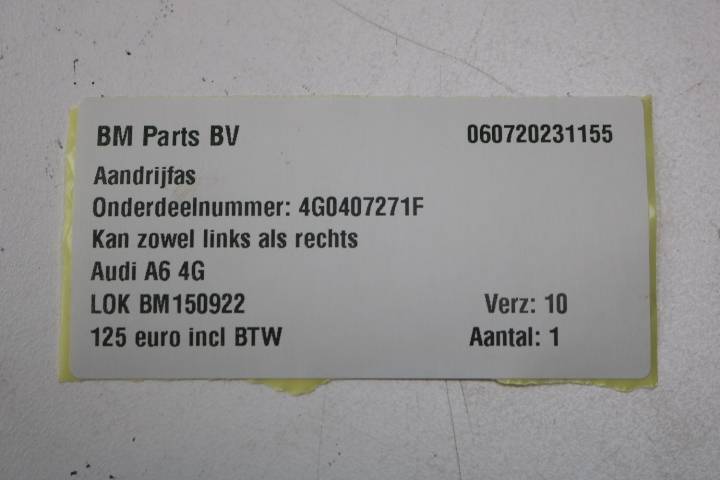 BM Parts BV 060720231155
Aandrijfas
Onderdeelnummer: 4G0407271F
Kan zowel links als rechts
Audi A6 4G
LOK BM150922 Verz: 10
125 euro incl BTW Aantal: 1